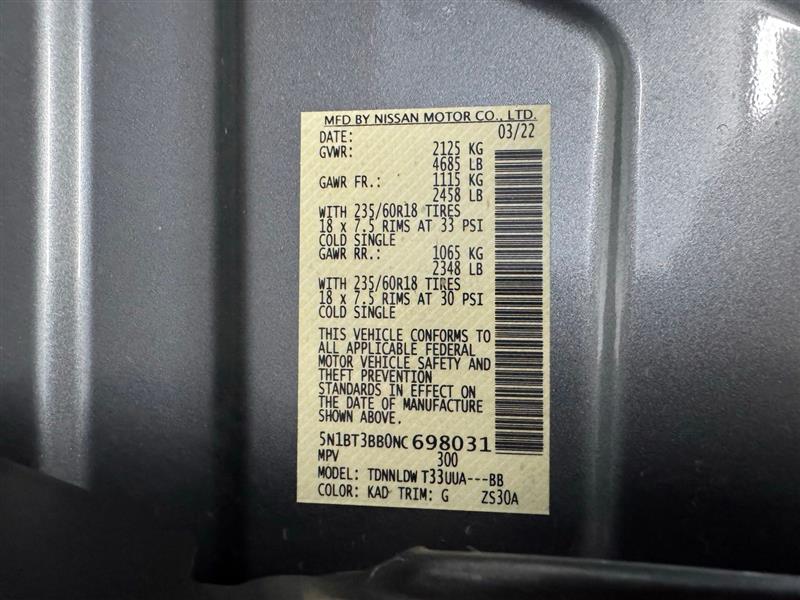 MFD BY NISSAN MOTOR CO., LTD.
DATE: 03/22
GVWR: 2125 KG
4685 LB
GAWR FR.: 1115 KG
2458 LB
WITH 235/60R18 TIRES
18 x 7.5 RIMS AT 33 PSI
COLD SINGLE
GAWR RR.: 1065 KG
2348 LB
WITH 235/60R18 TIRES
18 x 7.5 RIMS AT 30 PSI
COLD SINGLE
THIS VEHICLE CONFORMS TO
ALL APPLICABLE FEDERAL
MOTOR VEHICLE SAFETY AND
THEFT PREVENTION
STANDARDS IN EFFECT ON
THE DATE OF MANUFACTURE
SHOWN ABOVE.
5N1BT3BB0NC698031
MPV 300
MODEL: TDNNLDW T33UUA---BB
COLOR: KAD TRIM: G ZS30A